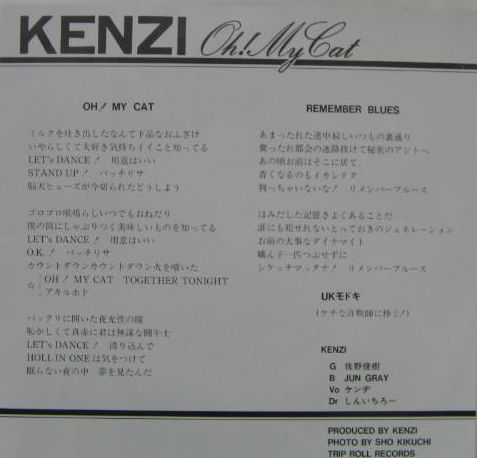 KENZI Oh! My Cat
OH! MY CAT
ミルクを吐き出したなんて下品なおふざけ
いやらしくて大好き気持ちイイこと知ってる
LET's DANCE! 用意はいい
STAND UP! バッチリサ
脳天ヒューズが今切られたどうしよう
ゴロゴロ喉鳴らしいつでもおねだり
僕の間にしゃぶりつく美味しいものを知ってる
LET's DANCE! 用意はいい
O.K.! バッチリサ
カウントダウンカウントダウン火を噴いた
☆ OH! MY CAT TOGETHER TONIGHT
アキルホド
パックリに開いた夜光性の瞳
恥かしくて真赤に君は無謀な闘牛士
LET's DANCE! 滑り込んで
HOLL IN ONEは気をつけて
眠らない夜の中 夢を見たんだ
REMEMBER BLUES
あまったれた連中続しいつもの裏通り
黴ったれ都会の迷路抜けて秘密のアジトへ
あの頃お前はそこに居て
青くなるのもイカシテタ
判っちゃいないな! リメンバーブルース
はみだした記憶さよくあることだ
誰にも犯せれないとっておきのジェネレーション
お前の大事なダイナマイト
蟻ん子一匹つぶせずに
シケッチマッタナ! リメンバーブルース
UKモドキ
(ケチな詐欺師に捧ぐ!)
KENZI
G 佐野俊樹
B JUN GRAY
Vo ケンヂ
Dr しんいちろー
PRODUCED BY KENZI
PHOTO BY SHO KIKUCHI
TRIP ROLL RECORDS